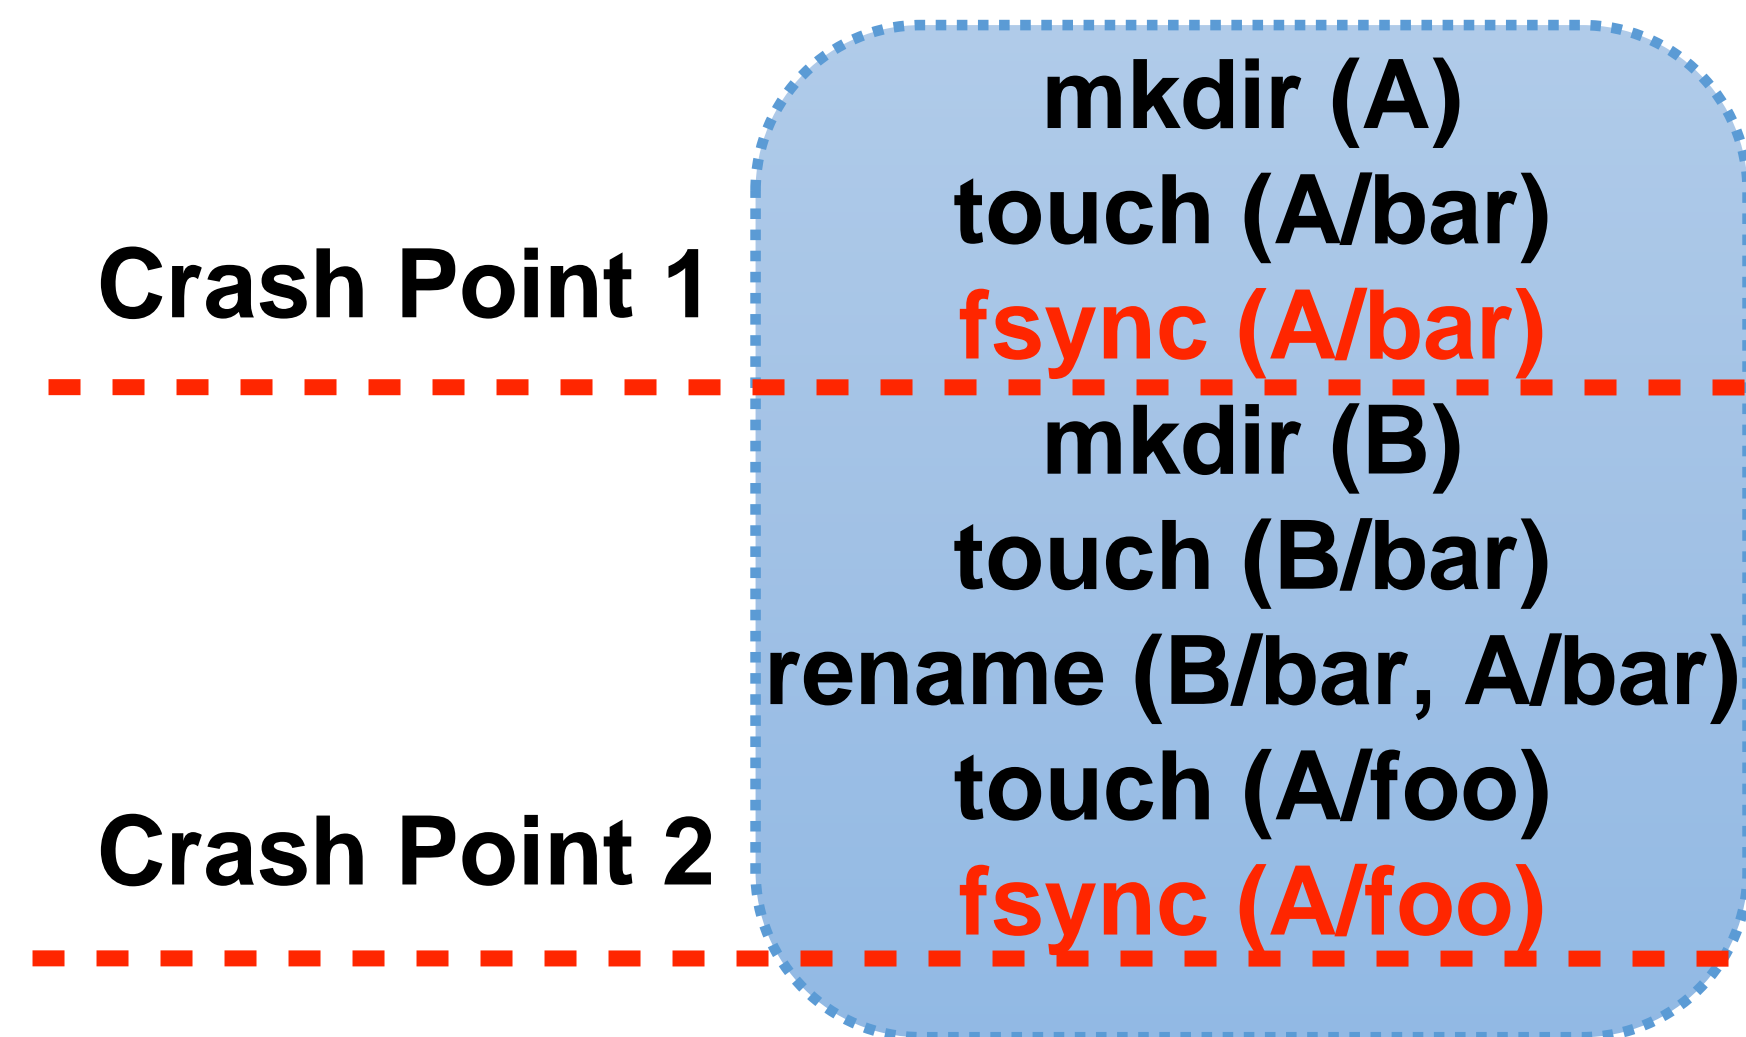 mkdir (A)
touch (A/bar)
Crash Point 1
fsync (A/bar)
mkdir (B)
touch (B/bar)
rename (B/bar, A/bar)
touch (A/foo)
Crash Point 2
fsync (A/foo)